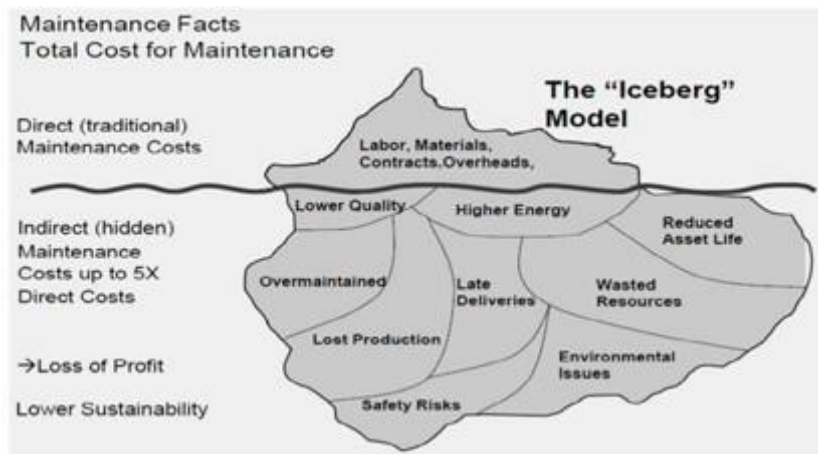 Maintenance Facts
Total Cost for Maintenance
The “Iceberg”
Model
Direct (traditional)
Maintenance Costs
Labor, Materials,
Contracts,Overheads,
Lower Quality
Higher Energy
Reduced
Asset Life
Indirect (hidden)
Maintenance
Costs up to 5X
Direct Costs
Overmaintained
Late
Deliveries
Wasted
Resources
Lost Production
Environmental
Issues
→Loss of Profit
Safety Risks
Lower Sustainability